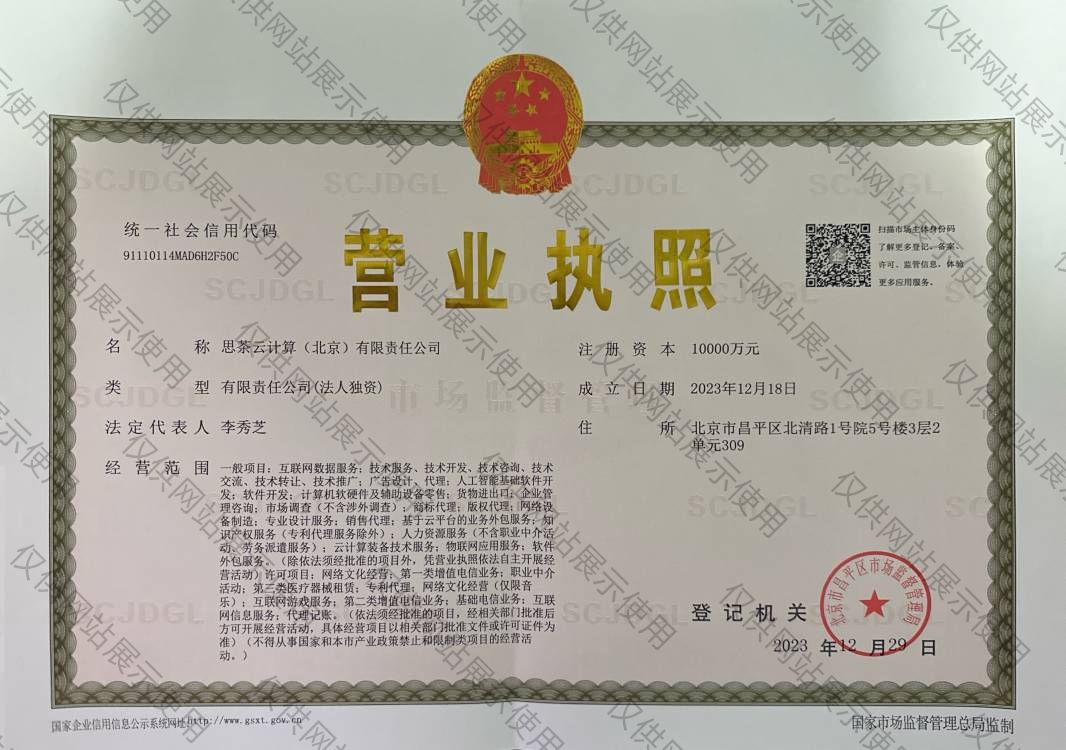 统一社会信用代码
91110114MAD6H2F50C
营业执照
扫描市场主体身份码
了解更多登记、备案、
许可、监管信息，体验
更多应用服务。
名 称 思茶云计算（北京）有限责任公司
类 型 有限责任公司(法人独资)
法定代表人 李秀芝
经营范围 一般项目：互联网数据服务；技术服务、技术开发、技术咨询、技术
交流、技术转让、技术推广；广告设计、代理；人工智能基础软件开
发；软件开发；计算机软硬件及辅助设备零售；货物进出口；企业管
理咨询；市场调查（不含涉外调查）；商标代理；版权代理；网络设
备制造；专业设计服务；销售代理；基于云平台的业务外包服务；知
识产权服务（专利代理服务除外）；人力资源服务（不含职业中介活
动、劳务派遣服务）；云计算装备技术服务；物联网应用服务；软件
外包服务。（除依法须经批准的项目外，凭营业执照依法自主开展经
营活动）许可项目：网络文化经营；第一类增值电信业务；职业中介
活动；第三类医疗器械租赁；专利代理；网络文化经营（仅限音
乐）；互联网游戏服务；第二类增值电信业务；基础电信业务；互联
网信息服务；代理记账。（依法须经批准的项目，经相关部门批准后
方可开展经营活动，具体经营项目以相关部门批准文件或许可证件为
准）（不得从事国家和本市产业政策禁止和限制类项目的经营活
动。）
注册资本 10000万元
成立日期 2023年12月18日
住 所 北京市昌平区北清路1号院5号楼3层2
单元309
登记机关
北京市昌平区市场监督管理局
2023 年12 月29 日
国家企业信用信息公示系统网址http://www.gsxt.gov.cn
国家市场监督管理总局监制
仅供网站展示使用
SCJDGL